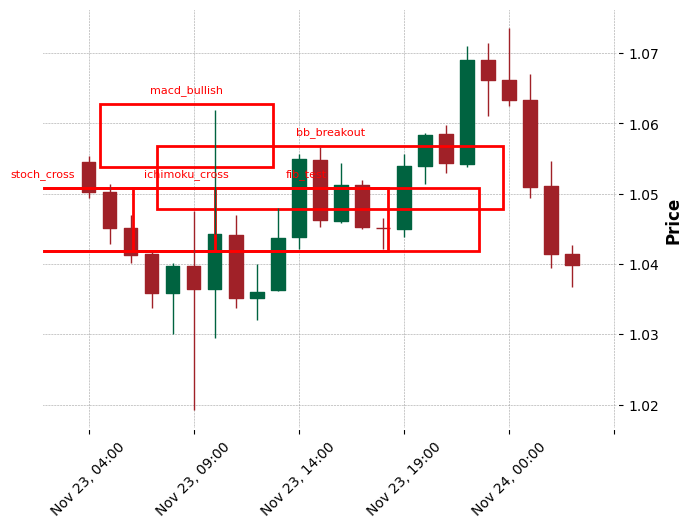 macd_bullish
bb_breakout
stoch_cross
ichimoku_cross
1.07
1.06
1.05
1.04
1.03
1.02
Price
Nov 23, 04:00
Nov 23, 09:00
Nov 23, 14:00
Nov 23, 19:00
Nov 24, 00:00